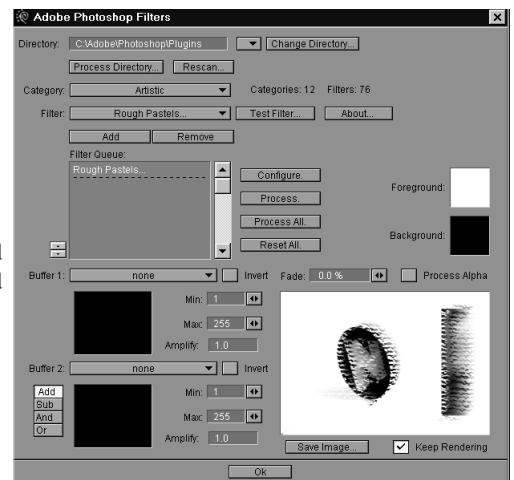 Adobe Photoshop Filters
Directory: C:\Adobe\Photoshop\Plugins Change Directory...
Process Directory... Rescan...
Category: Artistic Categories: 12 Filters: 76
Filter: Rough Pastels... Test Filter... About...
Add Remove
Filter Queue:
Rough Pastels...
Configure.
Process.
Process All.
Reset All.
Foreground:
Background:
Buffer 1: none Invert Fade: 0.0 % Process Alpha
Min: 1
Max: 255
Amplify: 1.0
Buffer 2: none Invert
Add
Sub
And
Or
Min: 1
Max: 255
Amplify: 1.0
Save Image... Keep Rendering
Ok